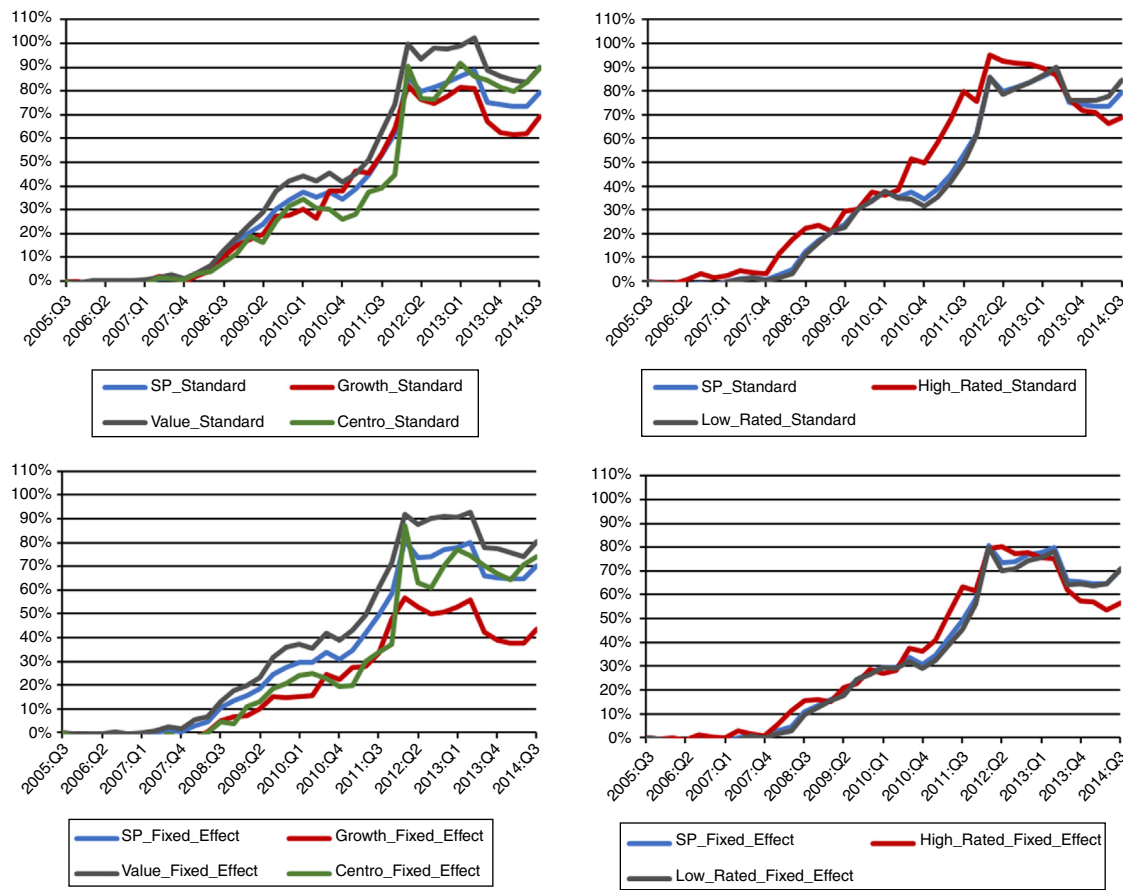 110%
100%
90%
80%
70%
60%
50%
40%
30%
20%
10%
0%
2005:Q3
2006:Q2
2007:Q1
2007:Q4
2008:Q3
2009:Q2
2010:Q1
2010:Q4
2011:Q3
2012:Q2
2013:Q1
2013:Q4
2014:Q3
SP_Standard
Growth_Standard
Value_Standard
Centro_Standard
110%
100%
90%
80%
70%
60%
50%
40%
30%
20%
10%
0%
2005:Q3
2006:Q2
2007:Q1
2007:Q4
2008:Q3
2009:Q2
2010:Q1
2010:Q4
2011:Q3
2012:Q2
2013:Q1
2013:Q4
2014:Q3
SP_Standard
High_Rated_Standard
Low_Rated_Standard
110%
100%
90%
80%
70%
60%
50%
40%
30%
20%
10%
0%
2005:Q3
2006:Q2
2007:Q1
2007:Q4
2008:Q3
2009:Q2
2010:Q1
2010:Q4
2011:Q3
2012:Q2
2013:Q1
2013:Q4
2014:Q3
SP_Fixed_Effect
Growth_Fixed_Effect
Value_Fixed_Effect
Centro_Fixed_Effect
110%
100%
90%
80%
70%
60%
50%
40%
30%
20%
10%
0%
2005:Q3
2006:Q2
2007:Q1
2007:Q4
2008:Q3
2009:Q2
2010:Q1
2010:Q4
2011:Q3
2012:Q2
2013:Q1
2013:Q4
2014:Q3
SP_Fixed_Effect
High_Rated_Fixed_Effect
Low_Rated_Fixed_Effect